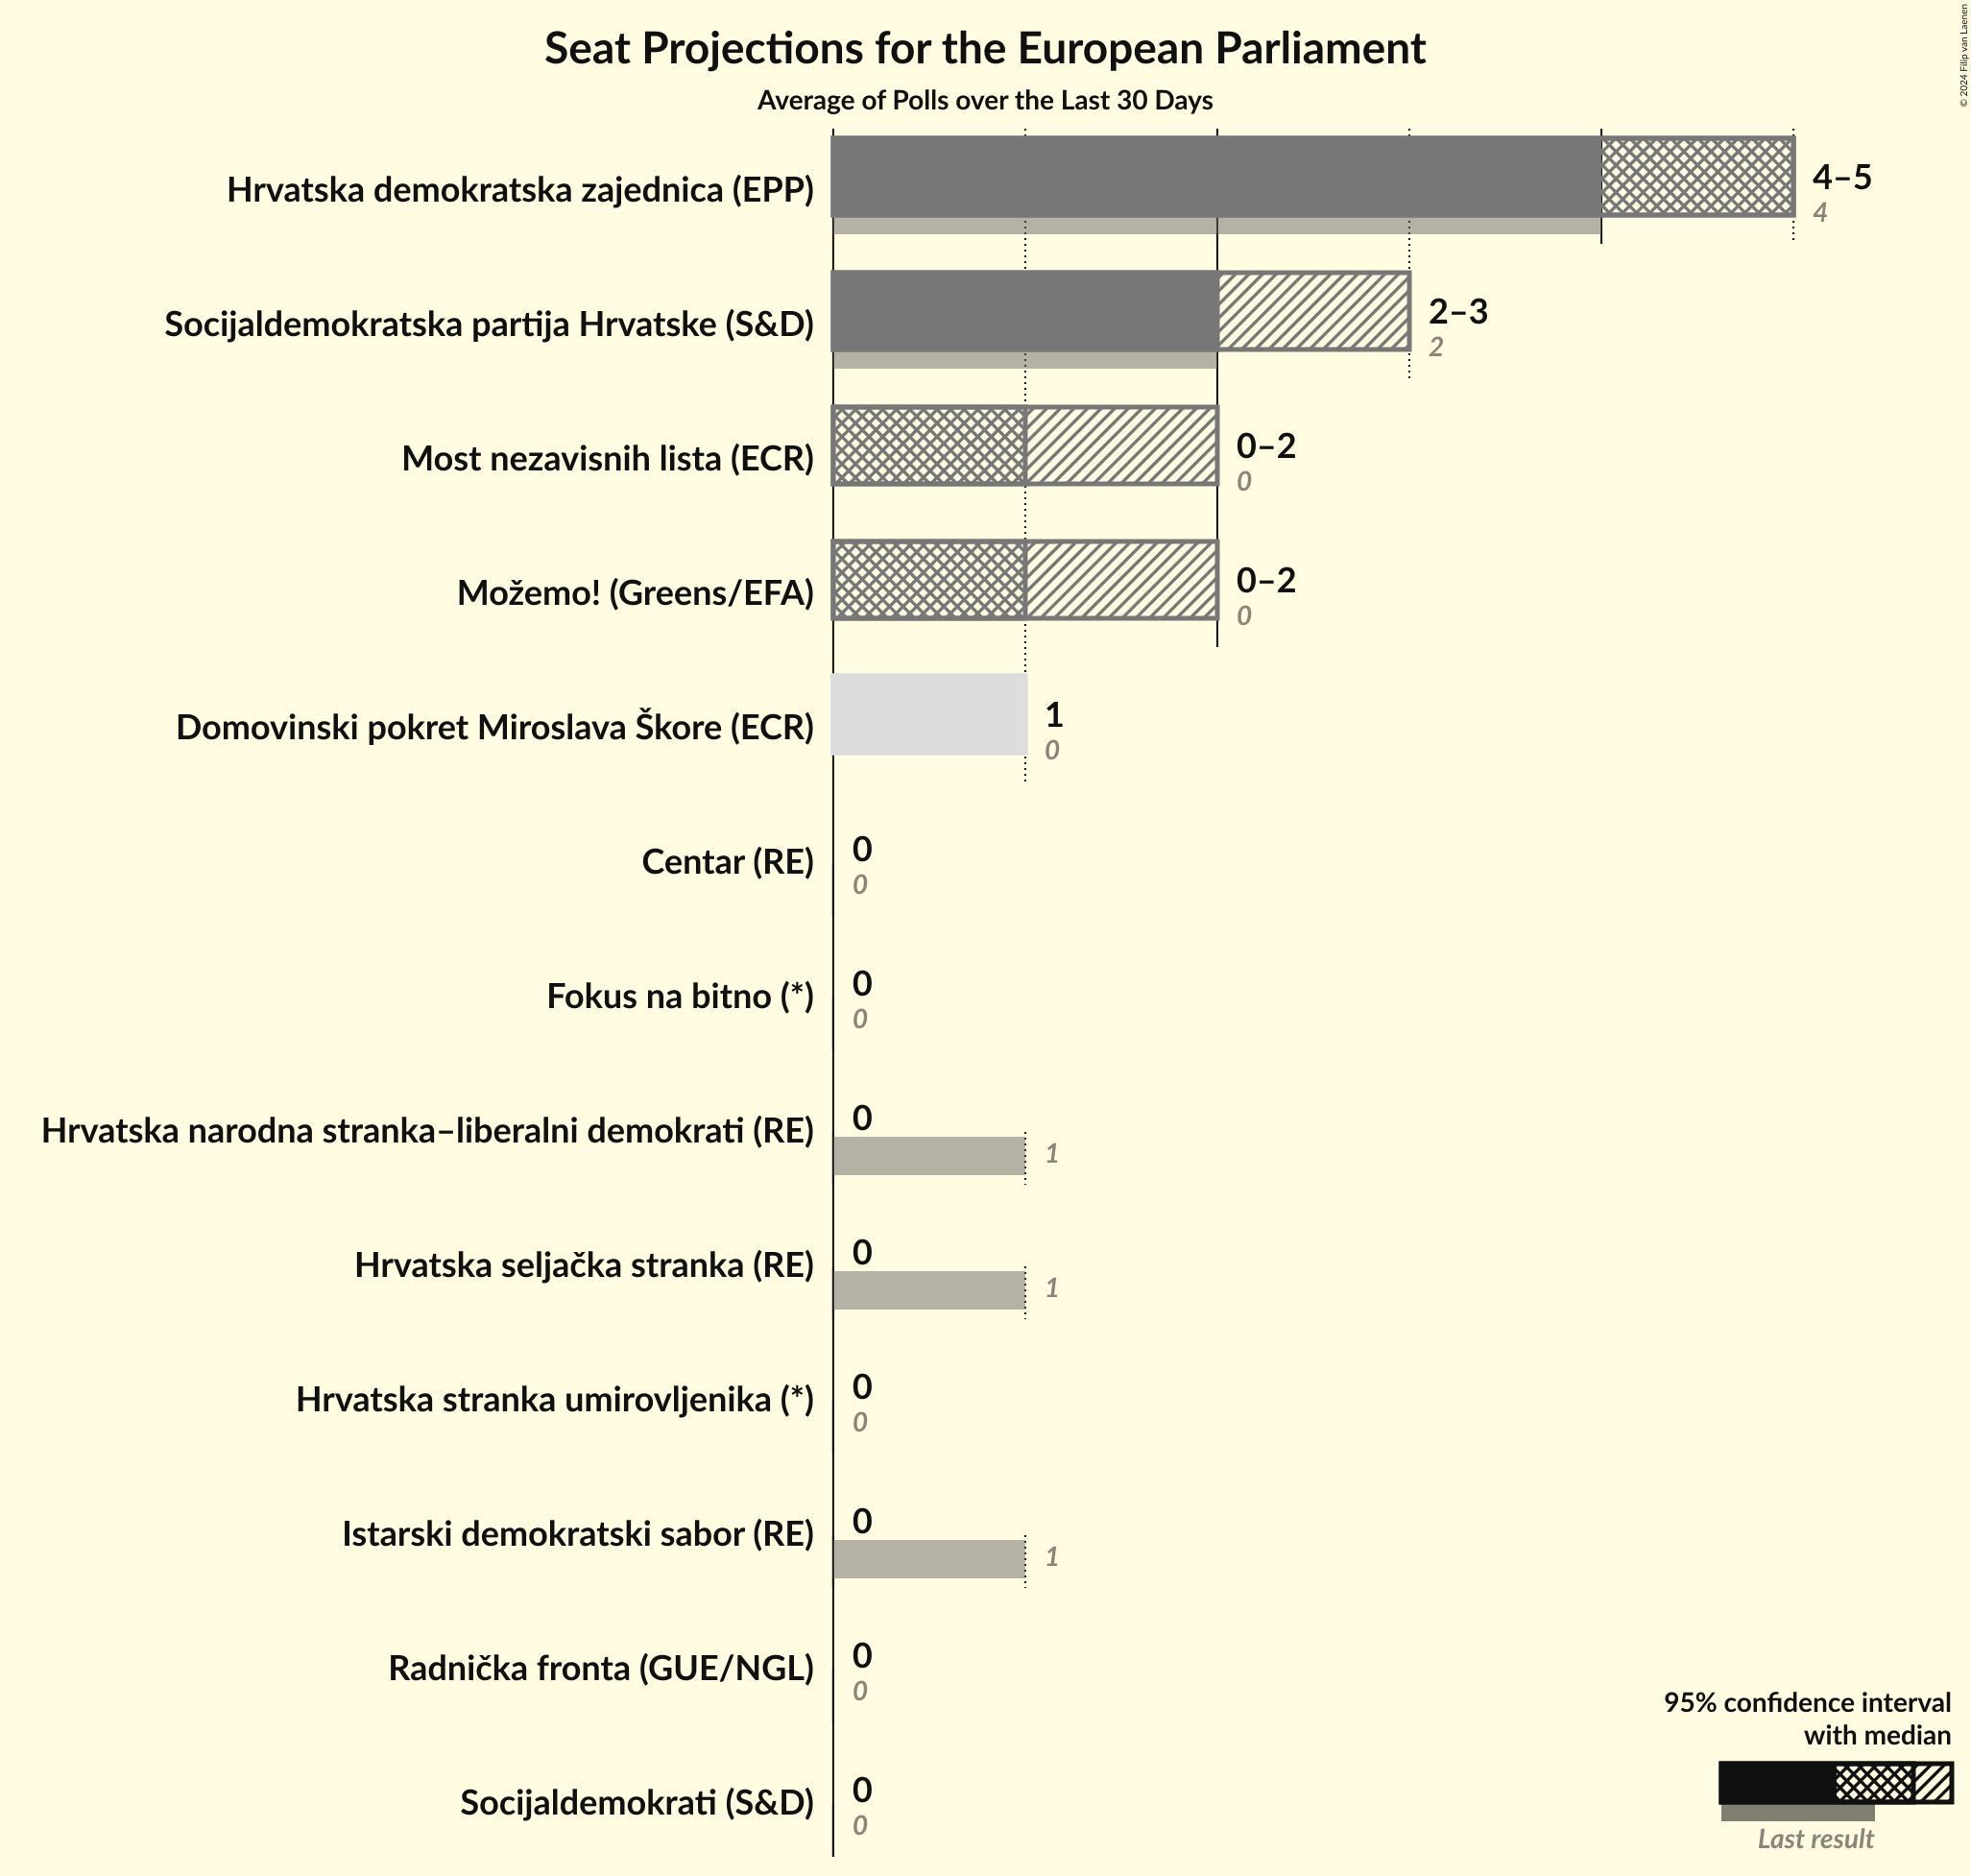 Seat Projections for the European Parliament
Average of Polls over the Last 30 Days
© 2024 Filip van Laenen
Hrvatska demokratska zajednica (EPP)
4–5
4
Socijaldemokratska partija Hrvatske (S&D)
2–3
2
Most nezavisnih lista (ECR)
0–2
0
Možemo! (Greens/EFA)
0–2
0
Domovinski pokret Miroslava Škore (ECR)
1
0
Centar (RE)
0
0
Fokus na bitno (*)
0
0
Hrvatska narodna stranka–liberalni demokrati (RE)
0
1
Hrvatska seljačka stranka (RE)
0
1
Hrvatska stranka umirovljenika (*)
0
0
Istarski demokratski sabor (RE)
0
1
Radnička fronta (GUE/NGL)
0
0
Socijaldemokrati (S&D)
0
0
95% confidence interval
with median
Last result